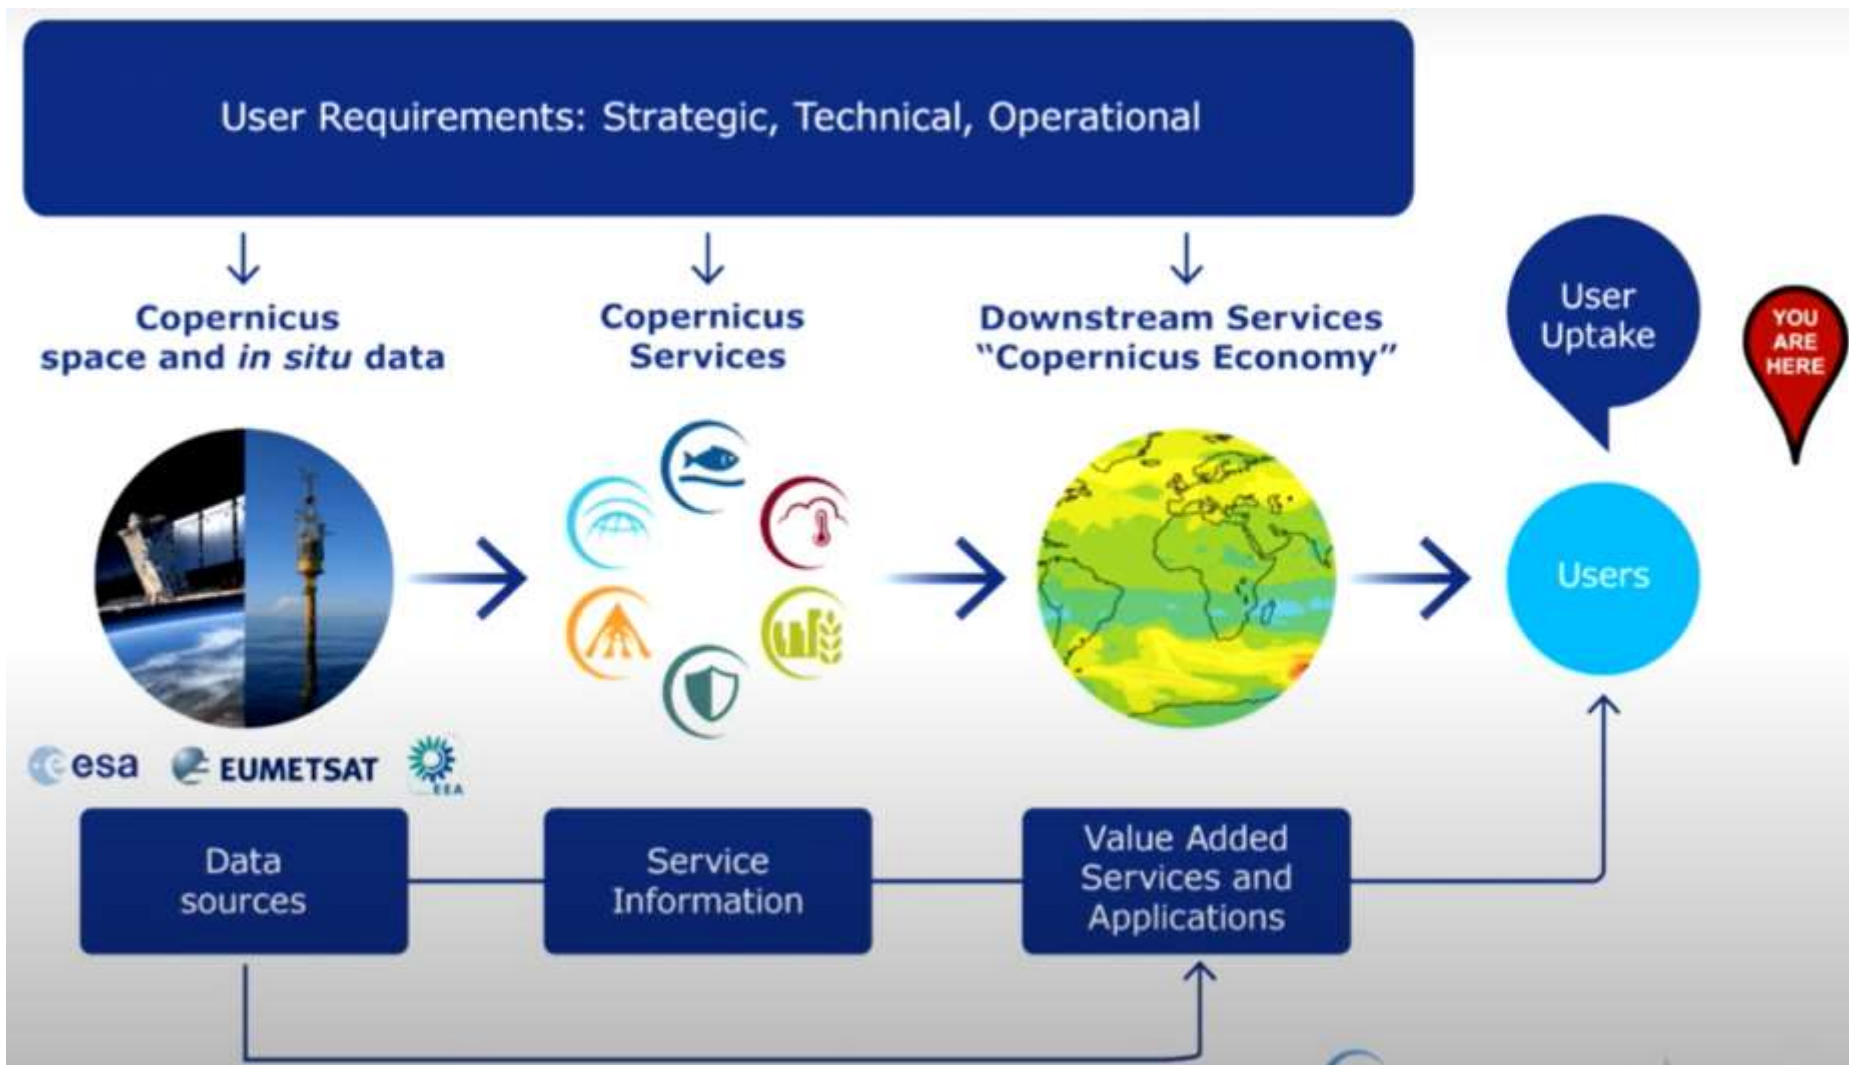 User Requirements: Strategic, Technical, Operational
Copernicus
space and in situ data
Copernicus
Services
Downstream Services
“Copernicus Economy”
User
Uptake
YOU
ARE
HERE
Users
esa
EUMETSAT
EEA
Data
sources
Service
Information
Value Added
Services and
Applications